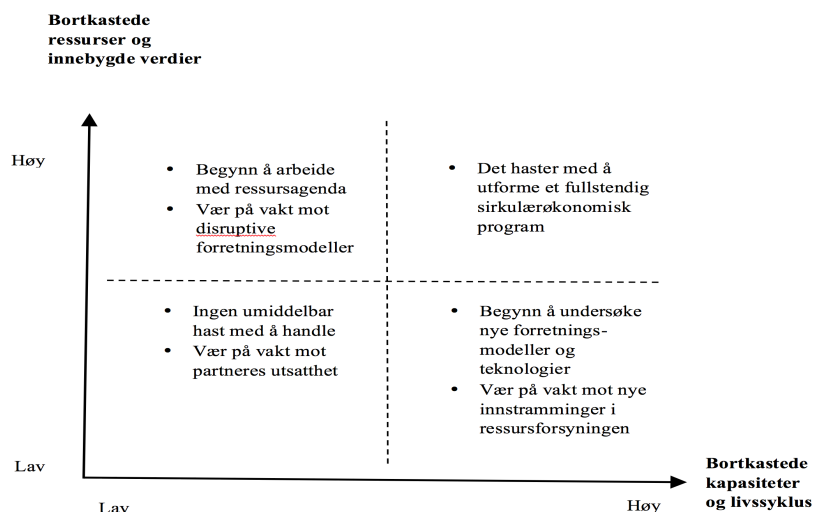 Bortkastede
ressurser og
innebygde verdier
Høy
• Begynn å arbeide
med ressursagenda
• Vær på vakt mot
disruptive
forretningsmodeller
• Det haster med å
utforme et fullstendig
sirkulærøkonomisk
program
• Ingen umiddelbar
hast med å handle
• Vær på vakt mot
partneres utsatthet
• Begynn å undersøke
nye forretnings-
modeller og
teknologier
• Vær på vakt mot nye
innstramminger i
ressursforsyningen
Lav
Lav
Høy
Bortkastede
kapasiteter
og livssyklus